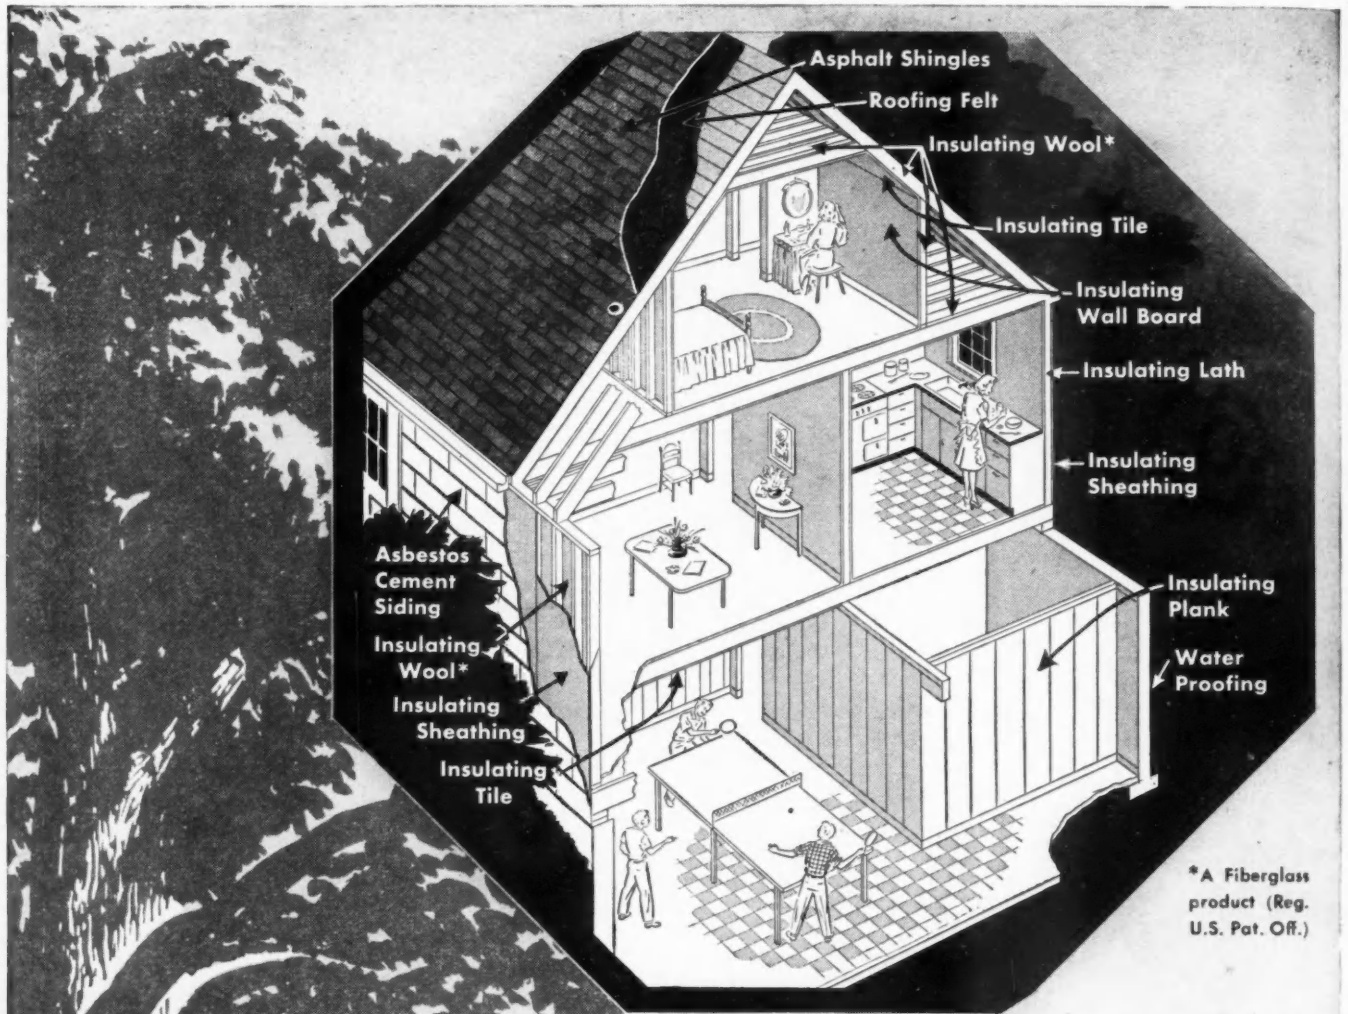 Asphalt Shingles
Roofing Felt
Insulating Wool*
Insulating Tile
Insulating
Wall Board
Insulating Lath
Insulating
Sheathing
Asbestos
Cement
Siding
Insulating
Wool*
Insulating
Sheathing
Insulating
Tile
Insulating
Plank
Water
Proofing
*A Fiberglass
product (Reg.
U.S. Pat. Off.)